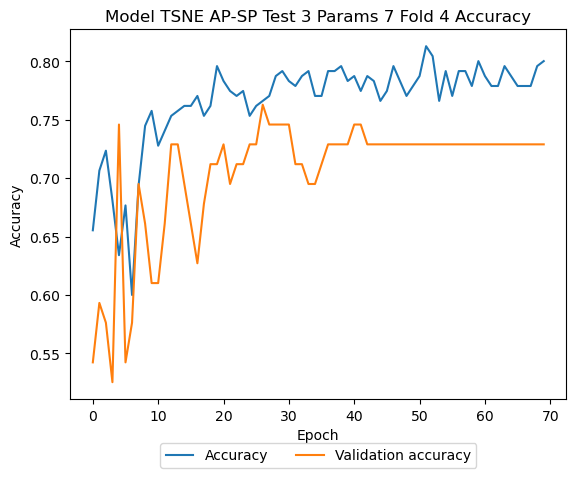 Model TSNE AP-SP Test 3 Params 7 Fold 4 Accuracy
0.80
0.75
0.70
0.65
0.60
0.55
Accuracy
0 10 20 30 40 50 60 70
Epoch
Accuracy Validation accuracy